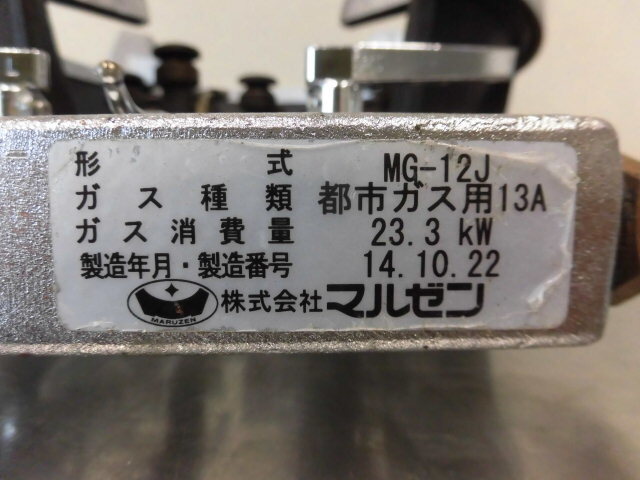 形式 MG-12J
ガス種類 都市ガス用13A
ガス消費量 23.3 kW
製造年月・製造番号 14.10.22
MARUZEN 株式会社 マルゼン